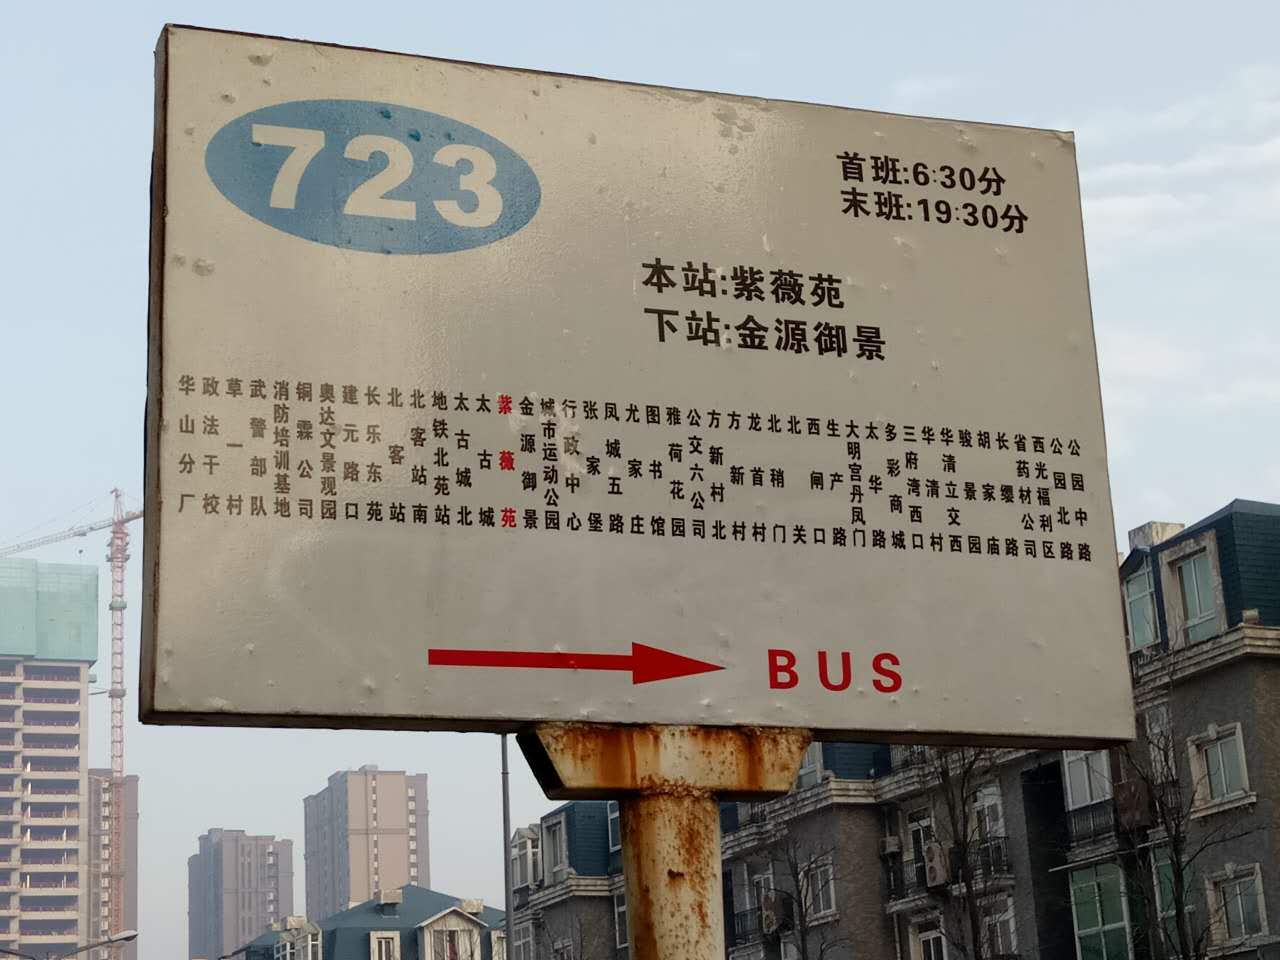 723
首班:6:30分
末班:19:30分
本站:紫薇苑
下站:金源御景
华山分厂
政法干校
草一村
武警部队
消防培训基地
铜霖公司
奥达文景观园
建元路口
长乐东苑
北客站
北客站南
地铁北苑站
太古城北
太古城
紫薇苑
金源御景
城市运动公园
行政中心
张家堡
凤城五路
尤家庄
图书馆
雅荷花园
公交六公司
方新村北
方新村
龙首村
北稍门
北关
西闸口
生产路
大明宫丹凤门
太华路
多彩商城
三府湾西口
华清村
华清立交西
骏景园
胡家庙
长缨路
省药材公司
西光福利区
公园北路
公园中路
BUS